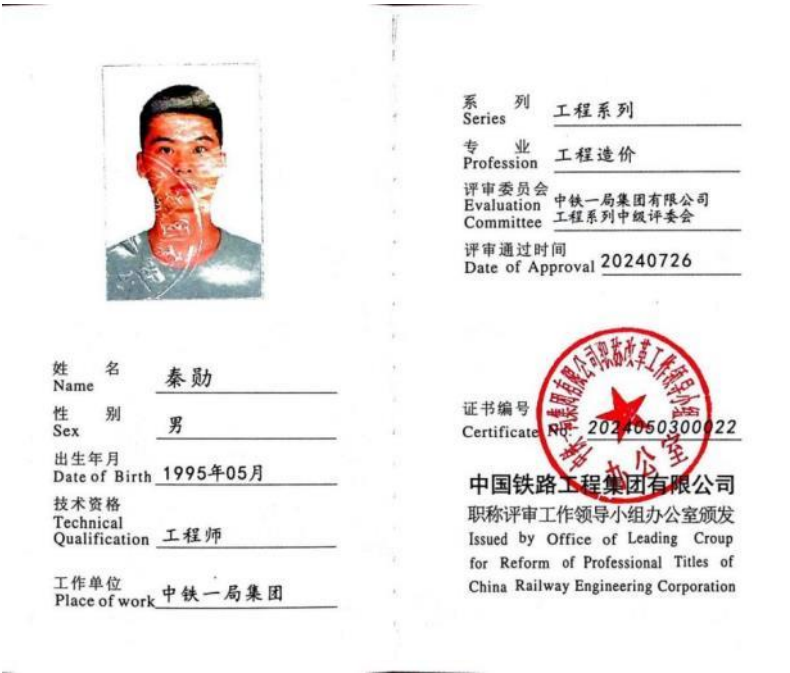 姓 名
Name 秦勋
性 别
Sex 男
出生年月
Date of Birth 1995年05月
技术资格
Technical
Qualification 工程师
工作单位
Place of work 中铁一局集团
系 列
Series 工程系列
专 业
Profession 工程造价
评审委员会
Evaluation 中铁一局集团有限公司
Committee 工程系列中级评委会
评审通过时间
Date of Approval 20240726
证书编号
Certificate No. 2024050300022
办公室
中国铁路工程集团有限公司
职称评审工作领导小组办公室颁发
Issued by Office of Leading Croup
for Reform of Professional Titles of
China Railway Engineering Corporation